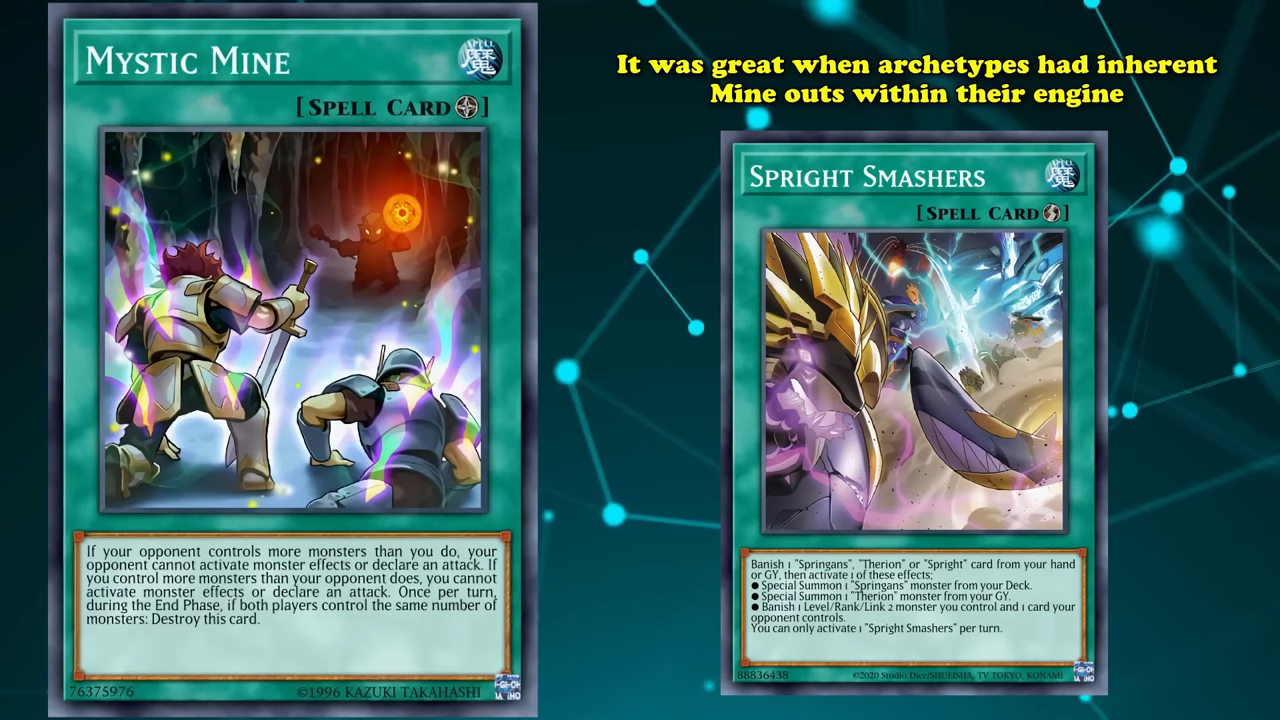 MYSTIC MINE
魔
[SPELL CARD]
If your opponent controls more monsters than you do, your
opponent cannot activate monster effects or declare an attack. If
you control more monsters than your opponent does, you cannot
activate monster effects or declare an attack. Once per turn,
during the End Phase, if both players control the same number of
monsters: Destroy this card.
76375976
©1996 KAZUKI TAKAHASHI
It was great when archetypes had inherent
Mine outs within their engine
SPRIGHT SMASHERS
魔
[SPELL CARD]
Banish 1 "Springans", "Therion" or "Spright" card from your hand
or GY, then activate 1 of these effects;
● Special Summon 1 "Springans" monster from your Deck.
● Special Summon 1 "Therion" monster from your GY.
● Banish 1 Level/Rank/Link 2 monster you control and 1 card your
opponent controls.
You can only activate 1 "Spright Smashers" per turn.
88836438
©2020 Studio Dice/SHUEISHA, TV TOKYO, KONAMI